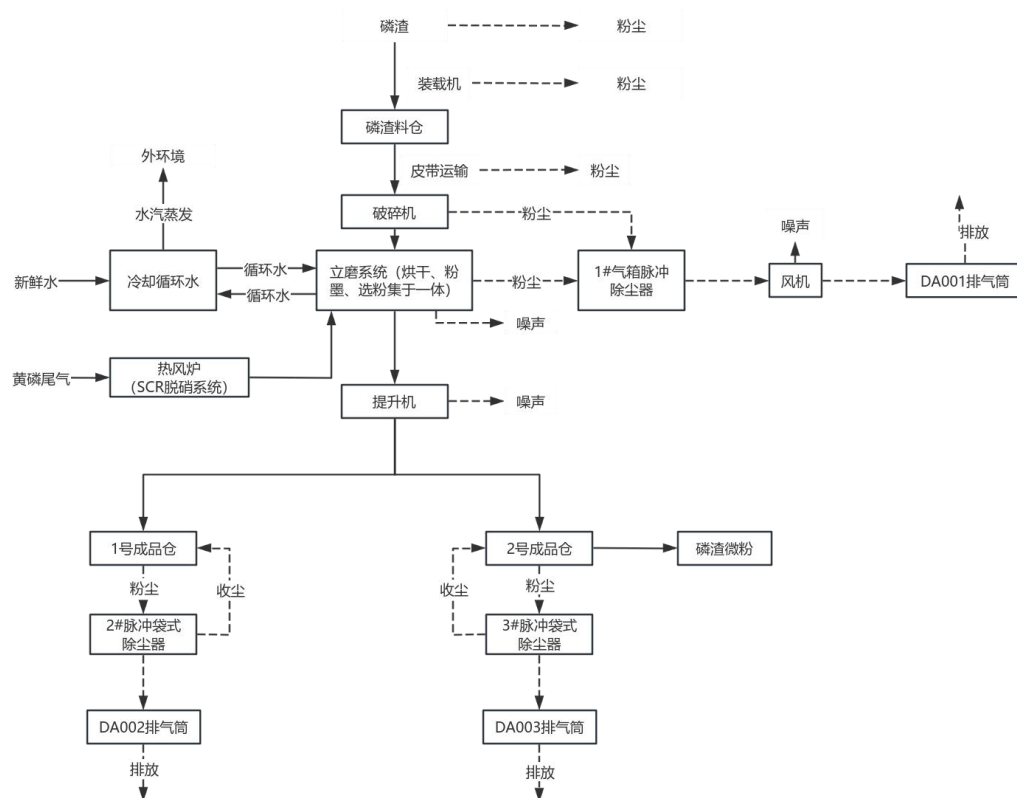 磷渣
粉尘
装载机
粉尘
磷渣料仓
外环境
皮带运输
粉尘
水汽蒸发
破碎机
粉尘
噪声
排放
新鲜水
冷却循环水
循环水
循环水
立磨系统（烘干、粉
墨、选粉集于一体）
粉尘
1#气箱脉冲
除尘器
风机
DA001排气筒
噪声
黄磷尾气
热风炉
（SCR脱硝系统）
提升机
噪声
1号成品仓
2号成品仓
磷渣微粉
粉尘
收尘
收尘
粉尘
2#脉冲袋式
除尘器
3#脉冲袋式
除尘器
DA002排气筒
DA003排气筒
排放
排放